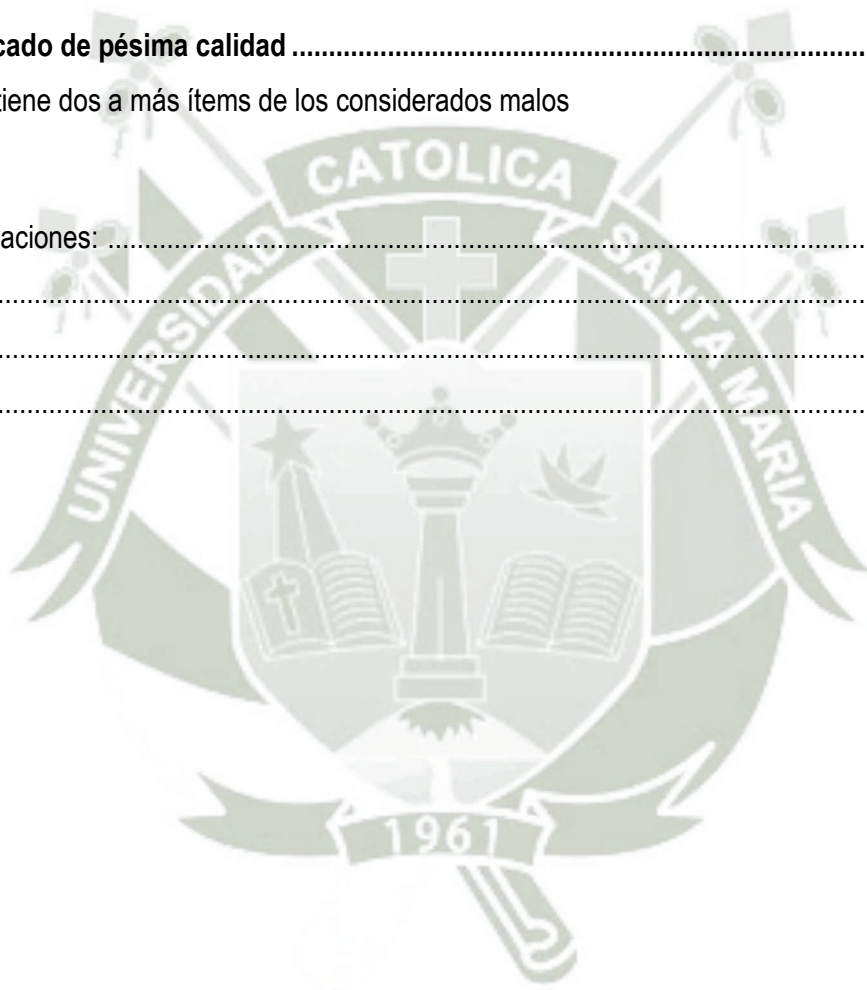 cado de pésima calidad ....................................................................................
tiene dos a más ítems de los considerados malos
aciones: ........................................................................................................
........................................................................................................................
........................................................................................................................
........................................................................................................................
UNIVERSIDAD CATOLICA SANTA MARIA
1961